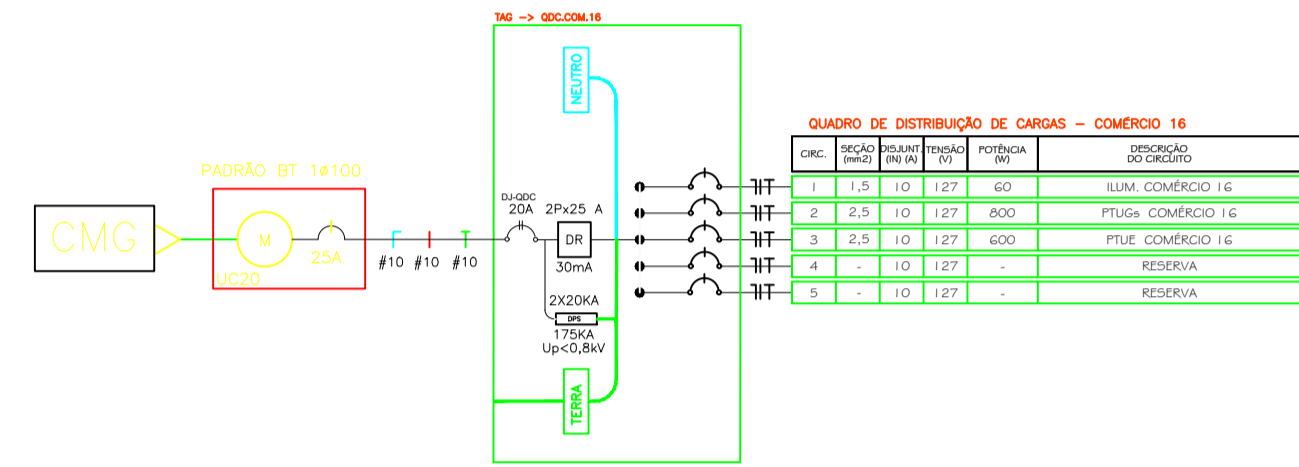 TAG -> QDC.COM.16
NEUTRO
QUADRO DE DISTRIBUIÇÃO DE CARGAS - COMÉRCIO 16
CIRC. SEÇÃO (mm2) DISJUNT. (IN) (A) TENSÃO (V) POTÊNCIA (W) DESCRIÇÃO DO CIRCUITO
1 1,5 10 127 60 ILUM. COMÉRCIO 16
2 2,5 10 127 800 PTUGs COMÉRCIO 16
3 2,5 10 127 600 PTUE COMÉRCIO 16
4 - 10 127 - RESERVA
5 - 10 127 - RESERVA
PADRÃO BT 1ø100
CMG
M
25A
UC20
#10 #10 #10
DJ-QDC
20A
2Px25 A
DR
30mA
2X20KA
DPS
175KA
Up<0,8kV
TERRA